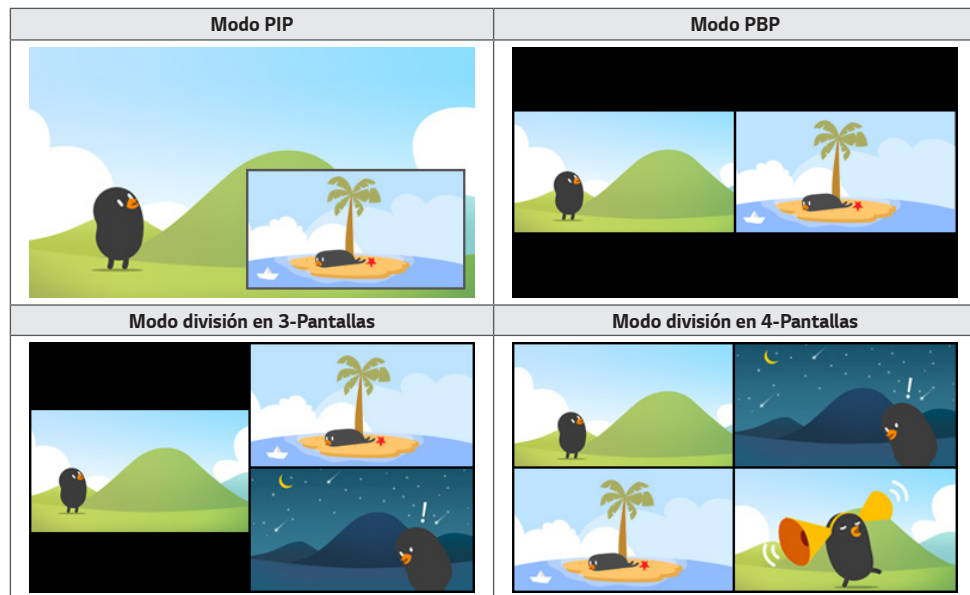 Modo PIP
Modo PBP
Modo división en 3-Pantallas
Modo división en 4-Pantallas